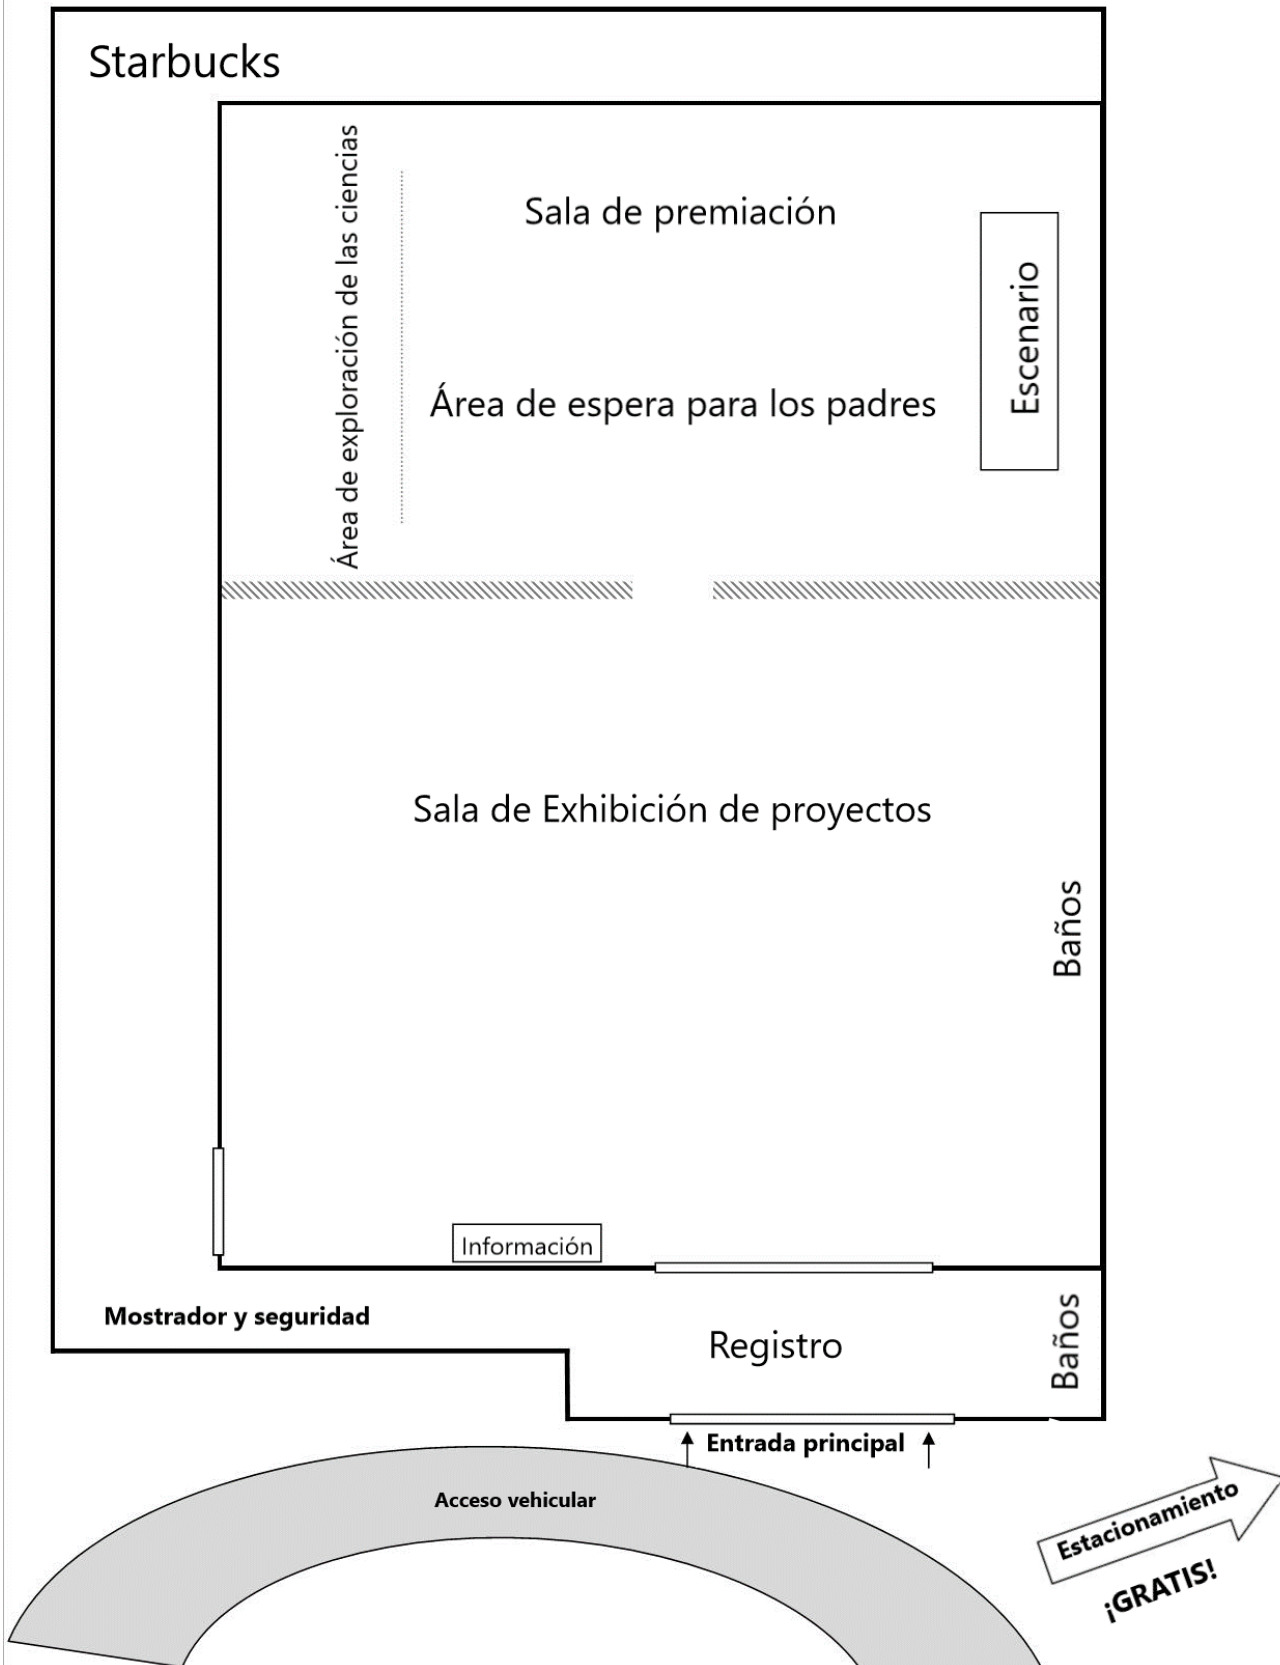 Starbucks
Área de exploración de las ciencias
Sala de premiación
Escenario
Área de espera para los padres
Sala de Exhibición de proyectos
Baños
Información
Mostrador y seguridad
Registro
Baños
Entrada principal
Acceso vehicular
Estacionamiento
¡GRATIS!